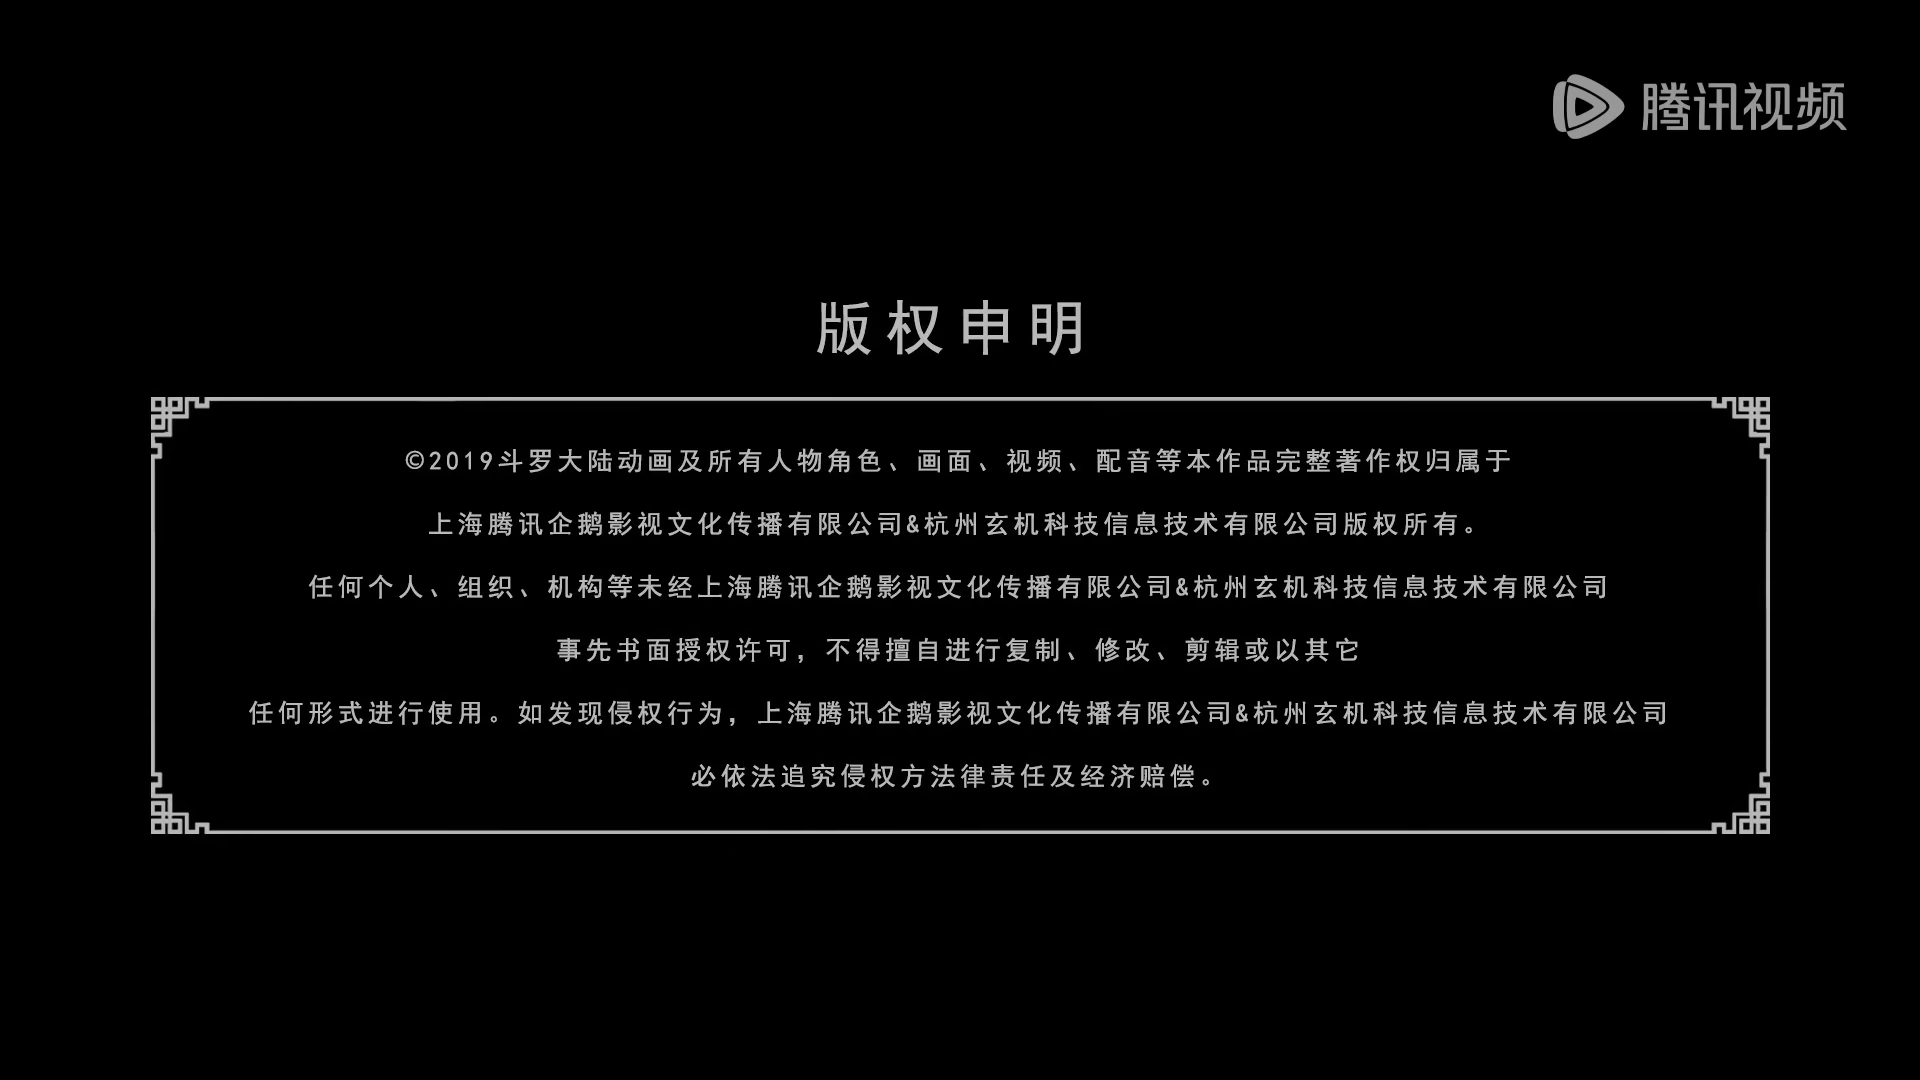 腾讯视频
版权申明
©2019斗罗大陆动画及所有人物角色、画面、视频、配音等本作品完整著作权归属于
上海腾讯企鹅影视文化传播有限公司&杭州玄机科技信息技术有限公司版权所有。
任何个人、组织、机构等未经上海腾讯企鹅影视文化传播有限公司&杭州玄机科技信息技术有限公司
事先书面授权许可，不得擅自进行复制、修改、剪辑或以其它
任何形式进行使用。如发现侵权行为，上海腾讯企鹅影视文化传播有限公司&杭州玄机科技信息技术有限公司
必依法追究侵权方法律责任及经济赔偿。